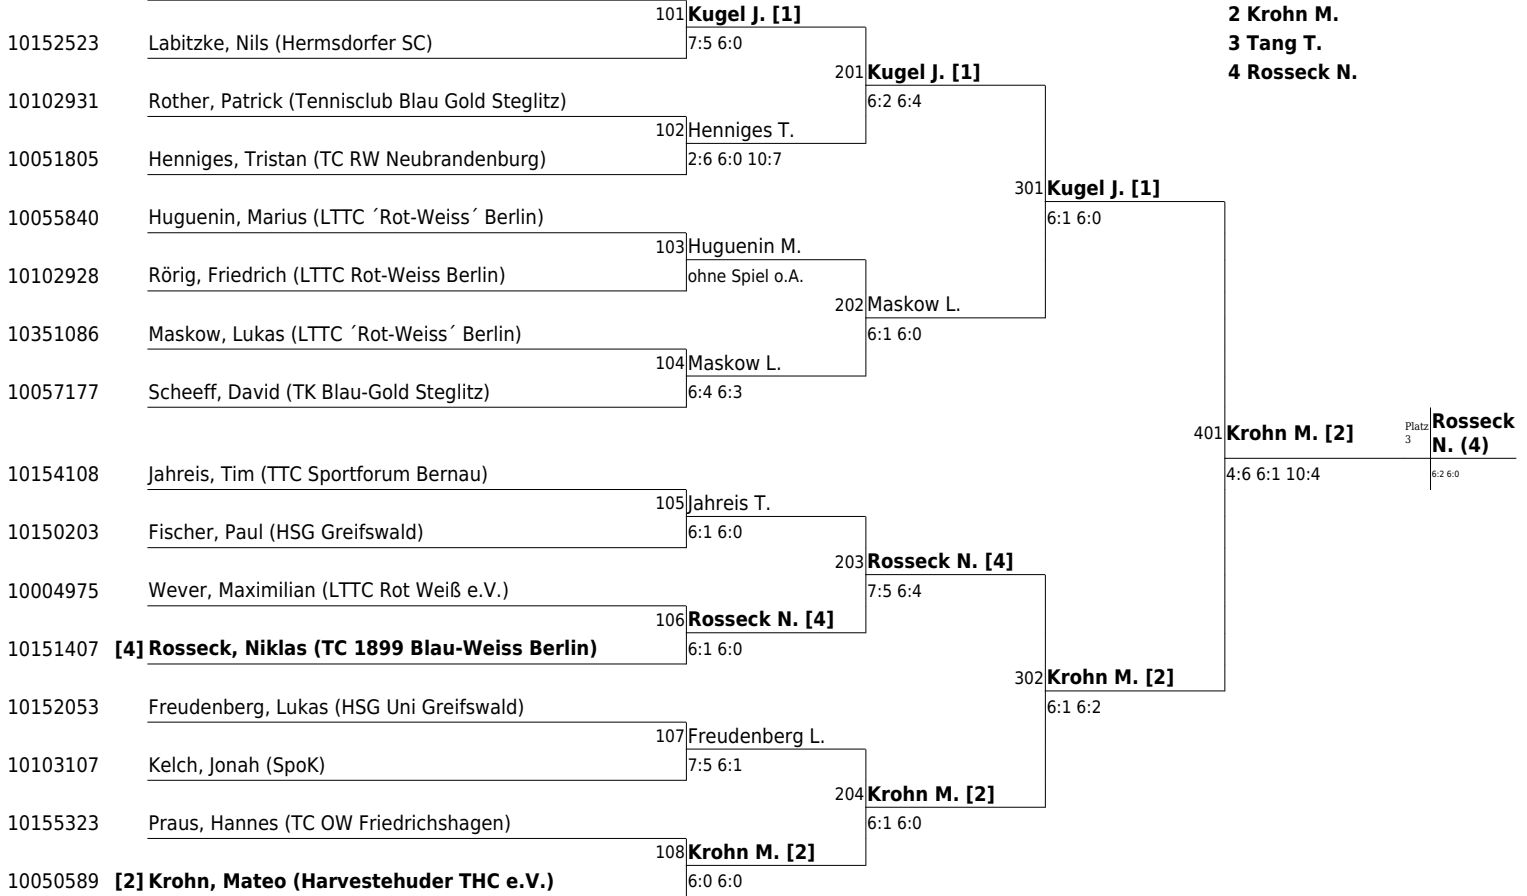 101 Kugel J. [1]
2 Krohn M.
10152523 Labitzke, Nils (Hermsdorfer SC)
7:5 6:0
3 Tang T.
201 Kugel J. [1]
4 Rosseck N.
10102931 Rother, Patrick (Tennisclub Blau Gold Steglitz)
6:2 6:4
102 Henniges T.
10051805 Henniges, Tristan (TC RW Neubrandenburg)
2:6 6:0 10:7
301 Kugel J. [1]
10055840 Huguenin, Marius (LTTC ´Rot-Weiss´ Berlin)
6:1 6:0
103 Huguenin M.
10102928 Rörig, Friedrich (LTTC Rot-Weiss Berlin)
ohne Spiel o.A.
202 Maskow L.
10351086 Maskow, Lukas (LTTC ´Rot-Weiss´ Berlin)
6:1 6:0
104 Maskow L.
10057177 Scheeff, David (TK Blau-Gold Steglitz)
6:4 6:3
401 Krohn M. [2]
Platz 3
Rosseck
N. (4)
10154108 Jahreis, Tim (TTC Sportforum Bernau)
4:6 6:1 10:4
6:2 6:0
105 Jahreis T.
10150203 Fischer, Paul (HSG Greifswald)
6:1 6:0
203 Rosseck N. [4]
10004975 Wever, Maximilian (LTTC Rot Weiß e.V.)
7:5 6:4
106 Rosseck N. [4]
10151407 [4] Rosseck, Niklas (TC 1899 Blau-Weiss Berlin)
6:1 6:0
302 Krohn M. [2]
10152053 Freudenberg, Lukas (HSG Uni Greifswald)
6:1 6:2
107 Freudenberg L.
10103107 Kelch, Jonah (SpoK)
7:5 6:1
204 Krohn M. [2]
10155323 Praus, Hannes (TC OW Friedrichshagen)
6:1 6:0
108 Krohn M. [2]
10050589 [2] Krohn, Mateo (Harvestehuder THC e.V.)
6:0 6:0